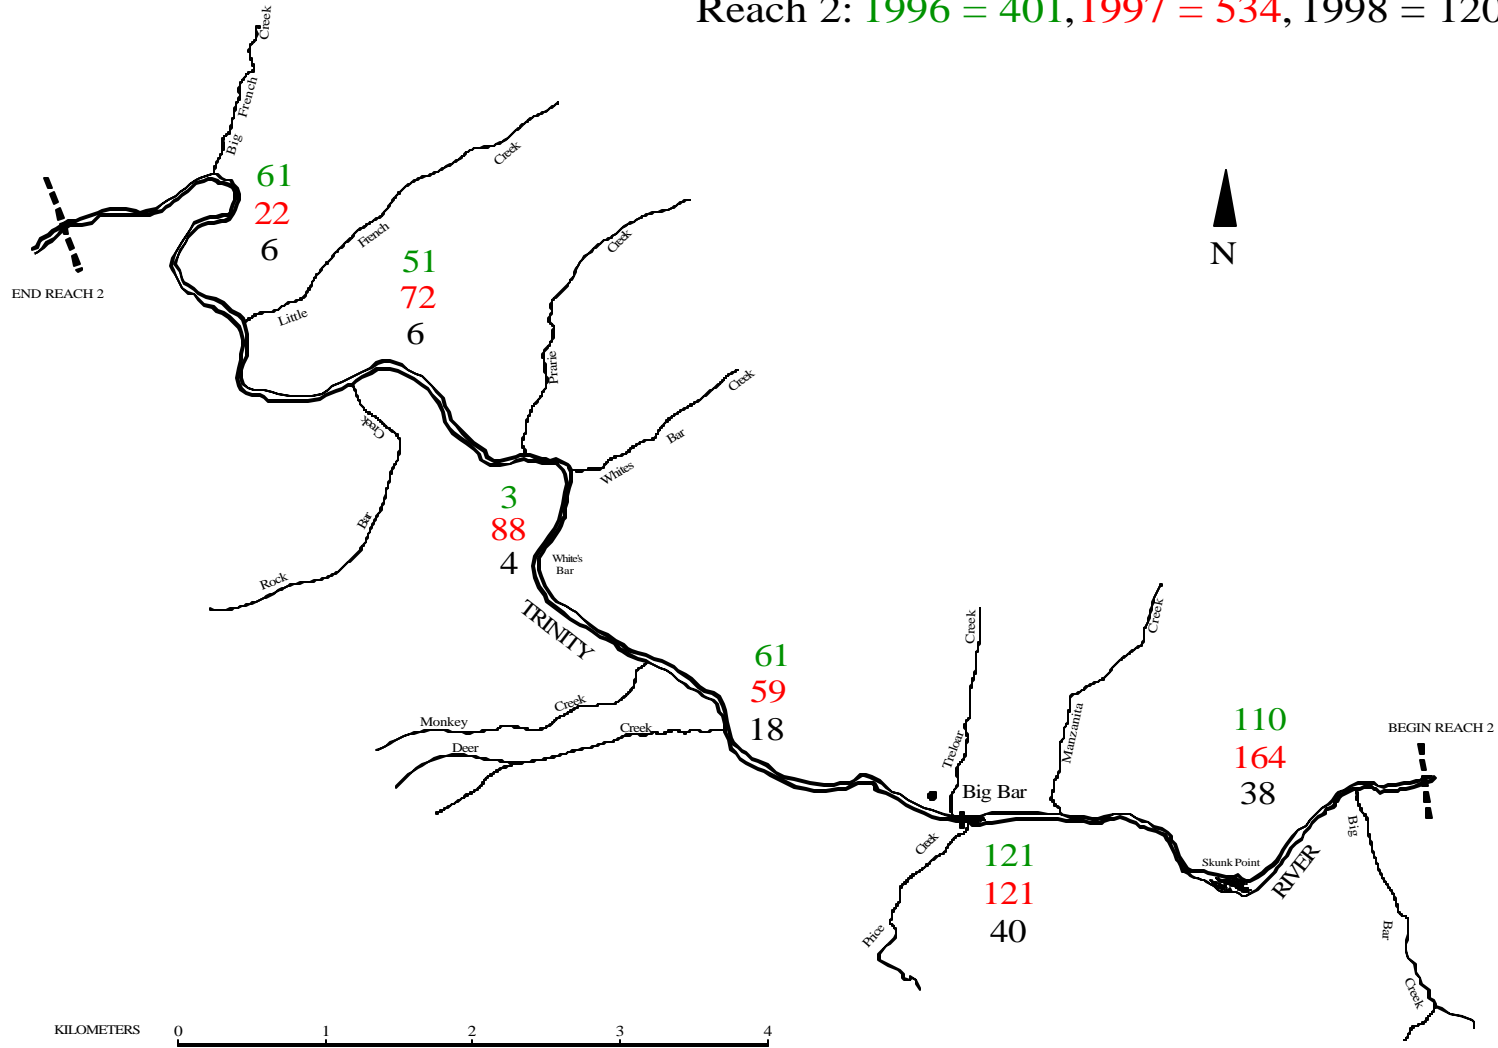 Reach 2: 1996 = 401, 1997 = 534, 1998 = 120
Big French Creek
61
22
6
END REACH 2
Little French Creek
51
72
6
Prarie Creek
N
Whites Bar Creek
Rock Bar Creek
3
88
4
White's
Bar
TRINITY
Monkey Creek
Deer Creek
61
59
18
Treloar Creek
Manzanita Creek
Big Bar
110
164
38
BEGIN REACH 2
Skunk Point
RIVER
Big Bar Creek
Price Creek
121
121
40
KILOMETERS 0 1 2 3 4